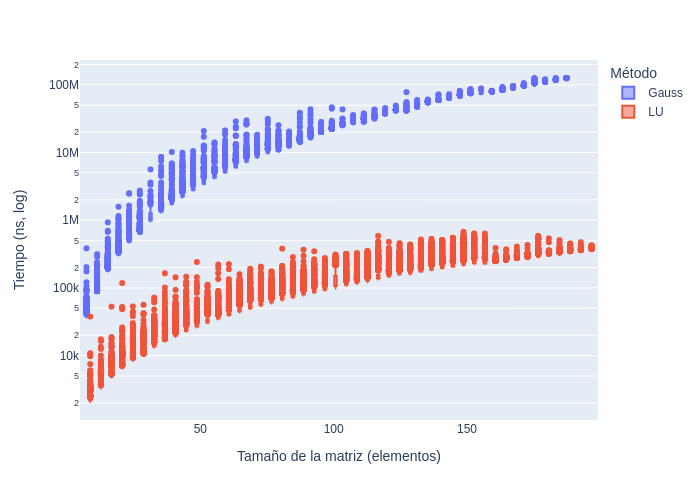 Método
Gauss
LU
2
100M
5
2
10M
5
2
1M
5
2
100k
5
2
10k
5
2
50
100
150
Tiempo (ns, log)
Tamaño de la matriz (elementos)